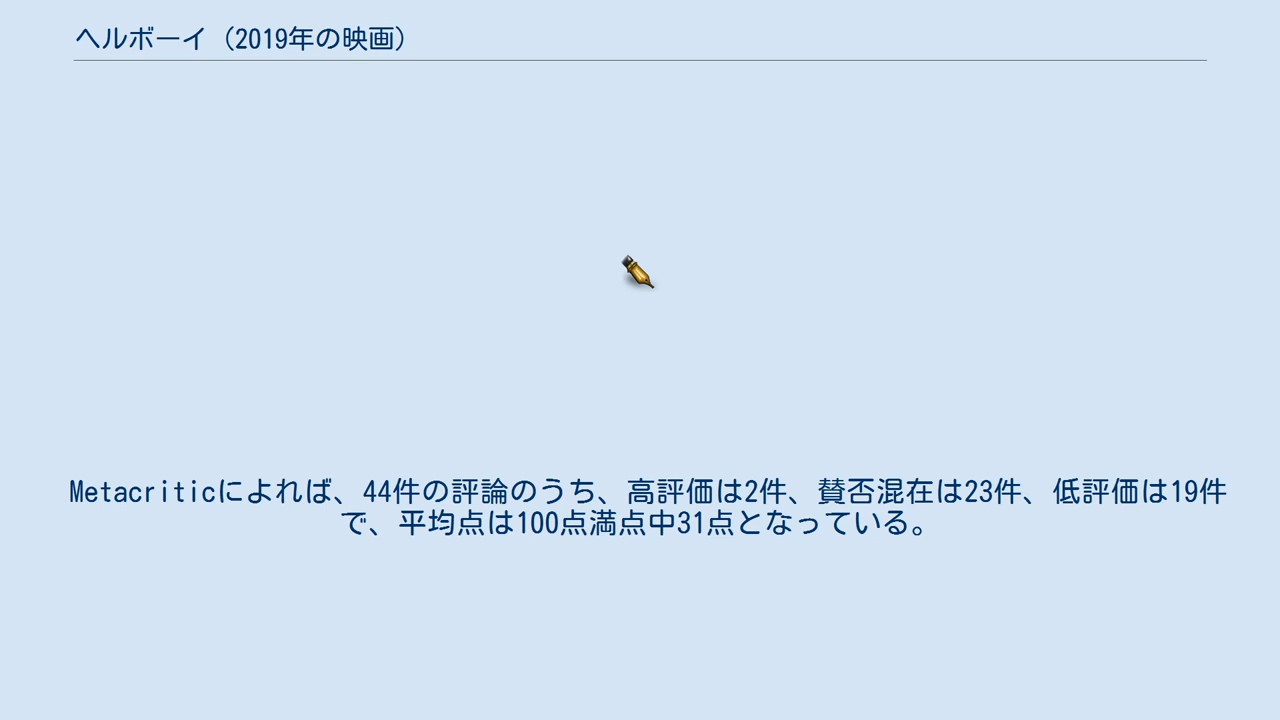 ヘルボーイ（2019年の映画）
Metacriticによれば、44件の評論のうち、高評価は2件、賛否混在は23件、低評価は19件
で、平均点は100点満点中31点となっている。